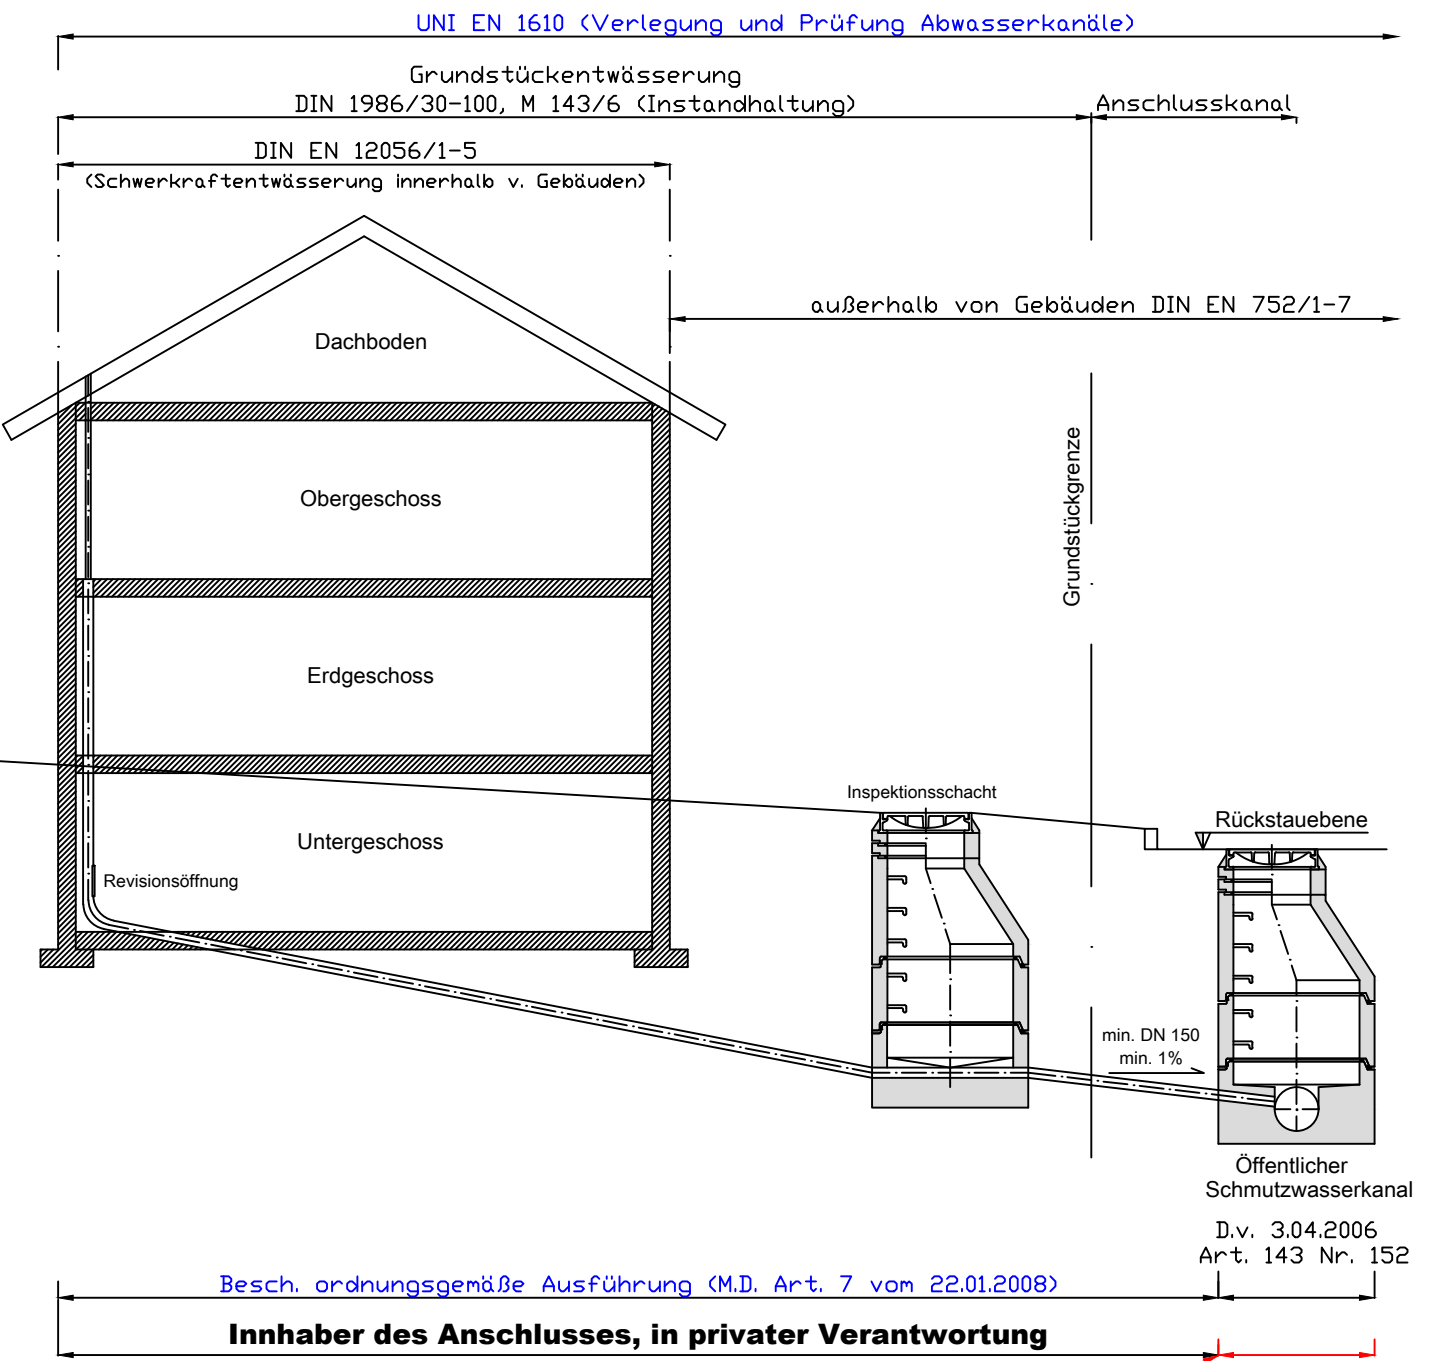 UNI EN 1610 (Verlegung und Prüfung Abwasserkanäle)
Grundstückentwässerung
DIN 1986/30-100, M 143/6 (Instandhaltung)
Anschlusskanal
DIN EN 12056/1-5
(Schwerkraftentwässerung innerhalb v. Gebäuden)
außerhalb von Gebäuden DIN EN 752/1-7
Dachboden
Grundstückgrenze
Obergeschoss
Erdgeschoss
Inspektionsschacht
Rückstauebene
Untergeschoss
Revisionsöffnung
min. DN 150
min. 1%
Öffentlicher
Schmutzwasserkanal
D.v. 3.04.2006
Art. 143 Nr. 152
Besch. ordnungsgemäße Ausführung (M.D. Art. 7 vom 22.01.2008)
Innhaber des Anschlusses, in privater Verantwortung